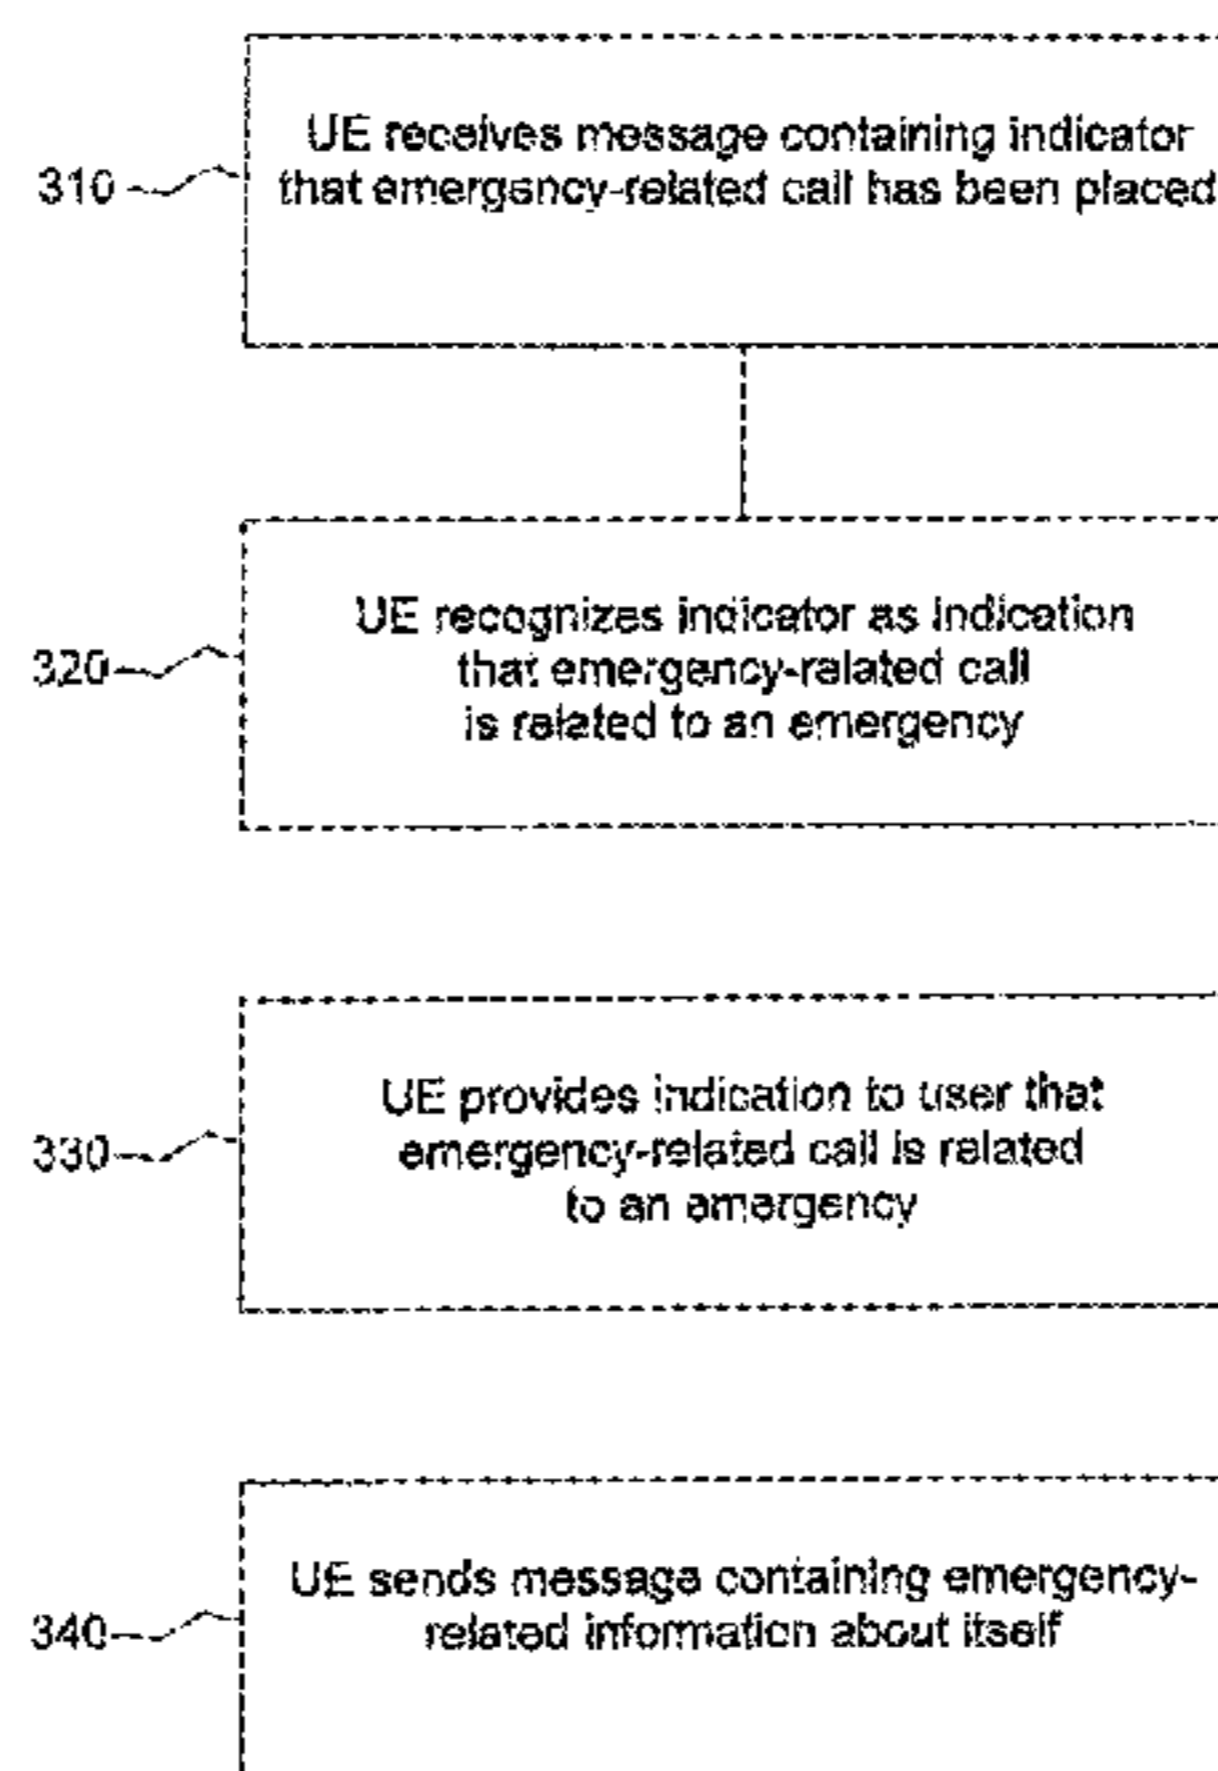 UE receives message containing indicator
310
that emergency-related call has been placed
UE recognizes indicator as indication
320
that emergency-related call
is related to an emergency
UE provides indication to user that
330
emergency-related call is related
to an emergency
UE sends message containing emergency-
340
related information about itself